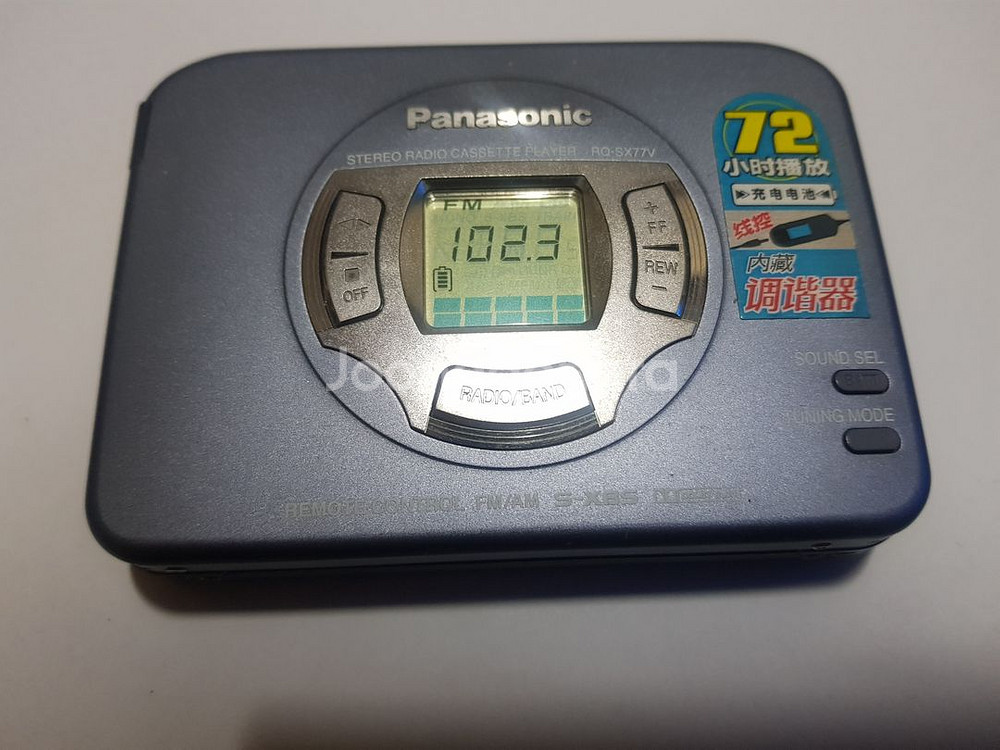 Panasonic
STEREO RADIO CASSETTE PLAYER RQ-SX77V
FM
102.3
OFF
+
FF
REW
-
RADIO/BAND
72
小时播放
充电电池
线控
内藏
调谐器
SOUND SEL
TUNING MODE
REMOTE CONTROL FM/AM S-XBS